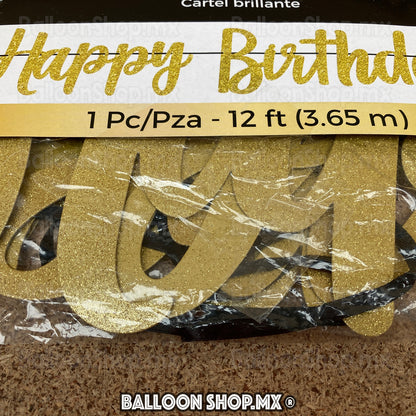 Cartel brillante
Happy Birthd
1 Pc/Pza - 12 ft (3.65 m)
BALLOON SHOP.MX ®